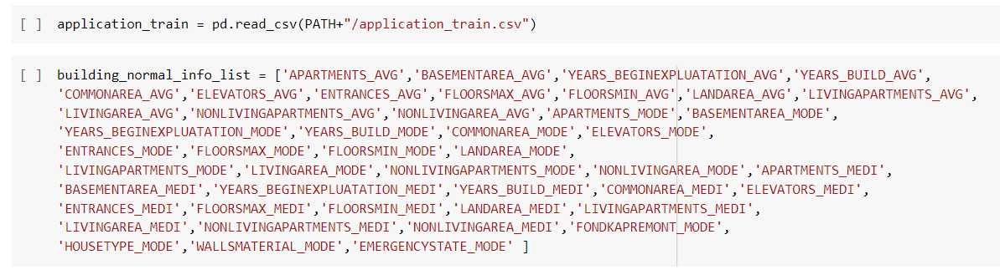 [ ] application_train = pd.read_csv(PATH+"/application_train.csv")
[ ] building_normal_info_list = ['APARTMENTS_AVG','BASEMENTAREA_AVG','YEARS_BEGINEXPLUATATION_AVG','YEARS_BUILD_AVG',
'COMMONAREA_AVG','ELEVATORS_AVG','ENTRANCES_AVG','FLOORSMAX_AVG','FLOORSMIN_AVG','LANDAREA_AVG','LIVINGAPARTMENTS_AVG',
'LIVINGAREA_AVG','NONLIVINGAPARTMENTS_AVG','NONLIVINGAREA_AVG','APARTMENTS_MODE','BASEMENTAREA_MODE',
'YEARS_BEGINEXPLUATATION_MODE','YEARS_BUILD_MODE','COMMONAREA_MODE','ELEVATORS_MODE',
'ENTRANCES_MODE','FLOORSMAX_MODE','FLOORSMIN_MODE','LANDAREA_MODE',
'LIVINGAPARTMENTS_MODE','LIVINGAREA_MODE','NONLIVINGAPARTMENTS_MODE','NONLIVINGAREA_MODE','APARTMENTS_MEDI',
'BASEMENTAREA_MEDI','YEARS_BEGINEXPLUATATION_MEDI','YEARS_BUILD_MEDI','COMMONAREA_MEDI','ELEVATORS_MEDI',
'ENTRANCES_MEDI','FLOORSMAX_MEDI','FLOORSMIN_MEDI','LANDAREA_MEDI','LIVINGAPARTMENTS_MEDI',
'LIVINGAREA_MEDI','NONLIVINGAPARTMENTS_MEDI','NONLIVINGAREA_MEDI','FONDKAPREMONT_MODE',
'HOUSETYPE_MODE','WALLSMATERIAL_MODE','EMERGENCYSTATE_MODE' ]